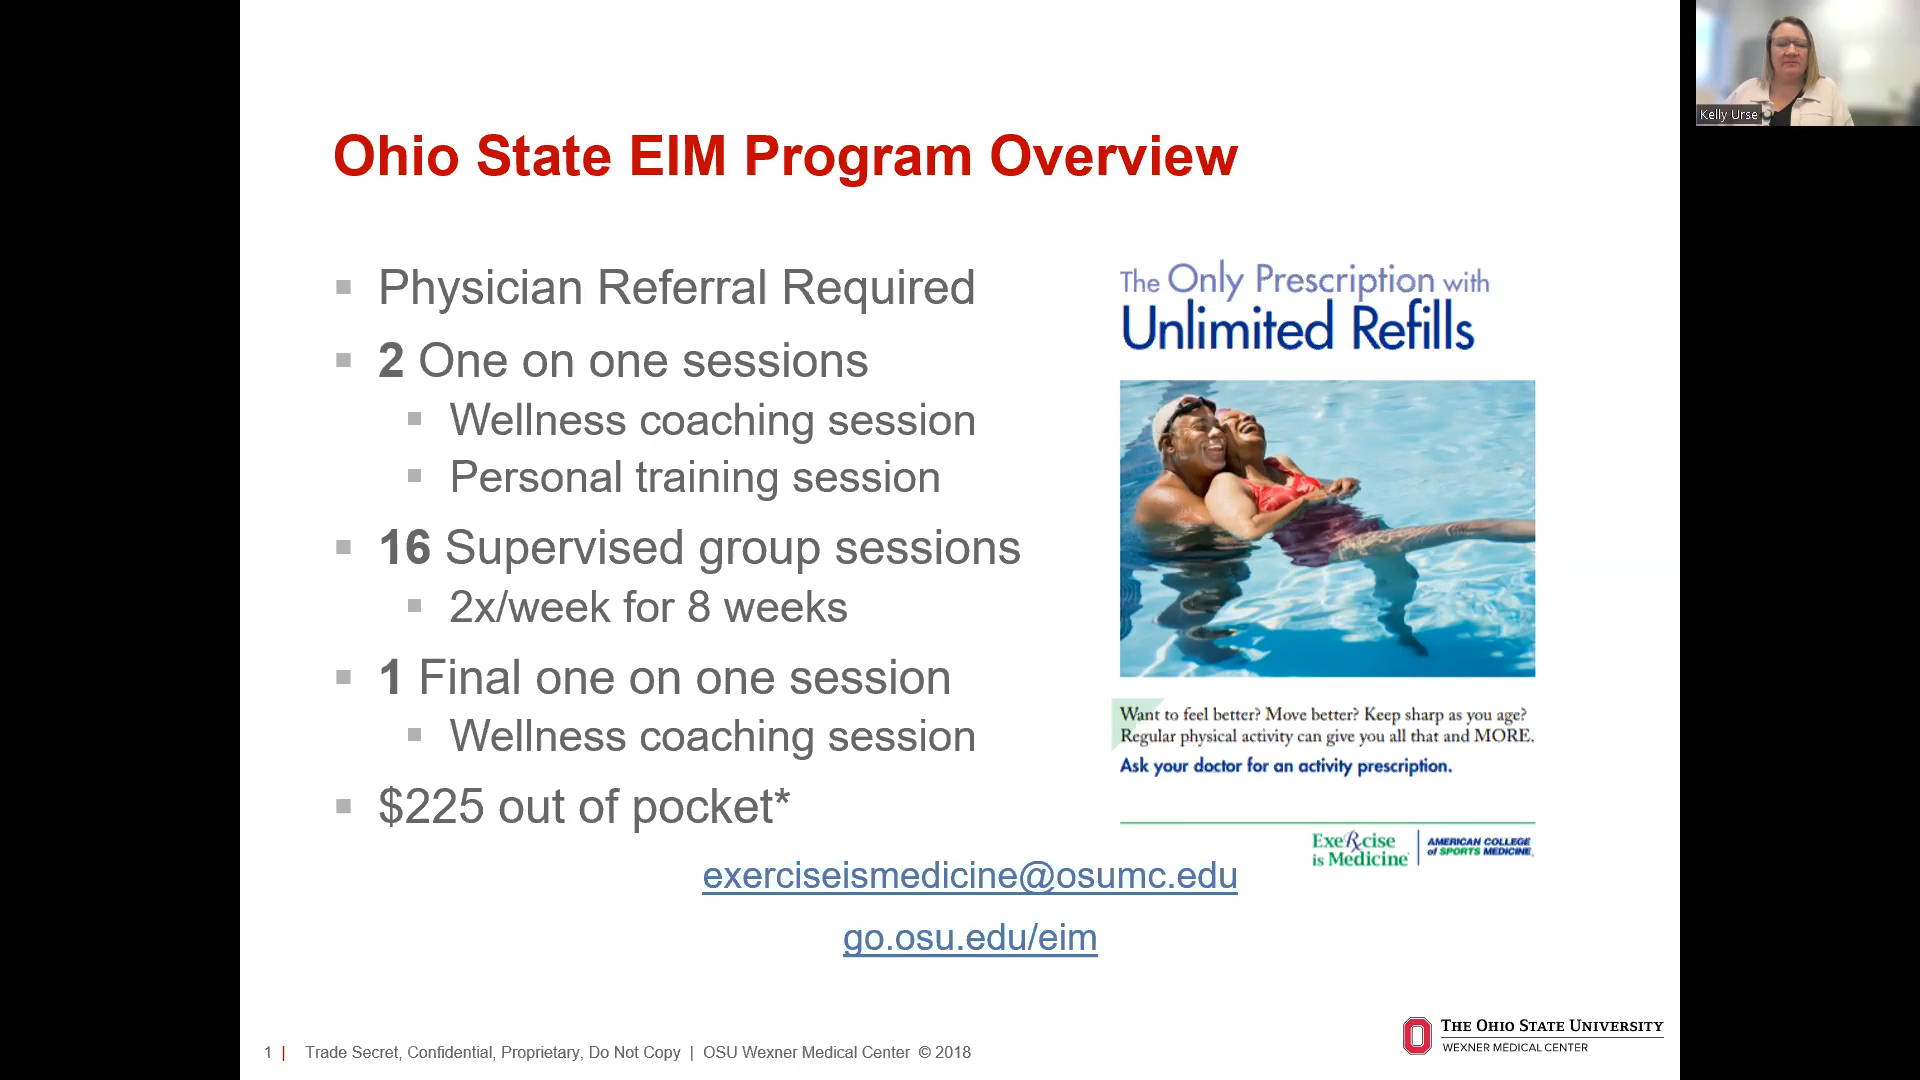 Kelly Urse
Ohio State EIM Program Overview
Physician Referral Required
2 One on one sessions
Wellness coaching session
Personal training session
16 Supervised group sessions
2x/week for 8 weeks
1 Final one on one session
Wellness coaching session
$225 out of pocket*
The Only Prescription with
Unlimited Refills
Want to feel better? Move better? Keep sharp as you age?
Regular physical activity can give you all that and MORE.
Ask your doctor for an activity prescription.
ExeRcise
is Medicine
AMERICAN COLLEGE
of SPORTS MEDICINE
exerciseismedicine@osumc.edu
go.osu.edu/eim
1 | Trade Secret, Confidential, Proprietary, Do Not Copy | OSU Wexner Medical Center © 2018
THE OHIO STATE UNIVERSITY
WEXNER MEDICAL CENTER